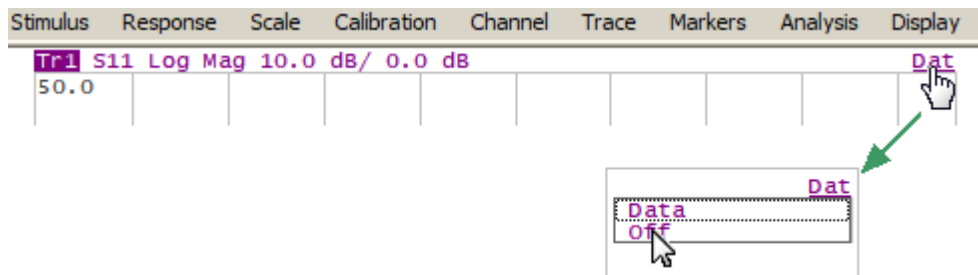 Stimulus Response Scale Calibration Channel Trace Markers Analysis Display
Tr1 S11 Log Mag 10.0 dB/ 0.0 dB Dat
50.0
Dat
Data
Off